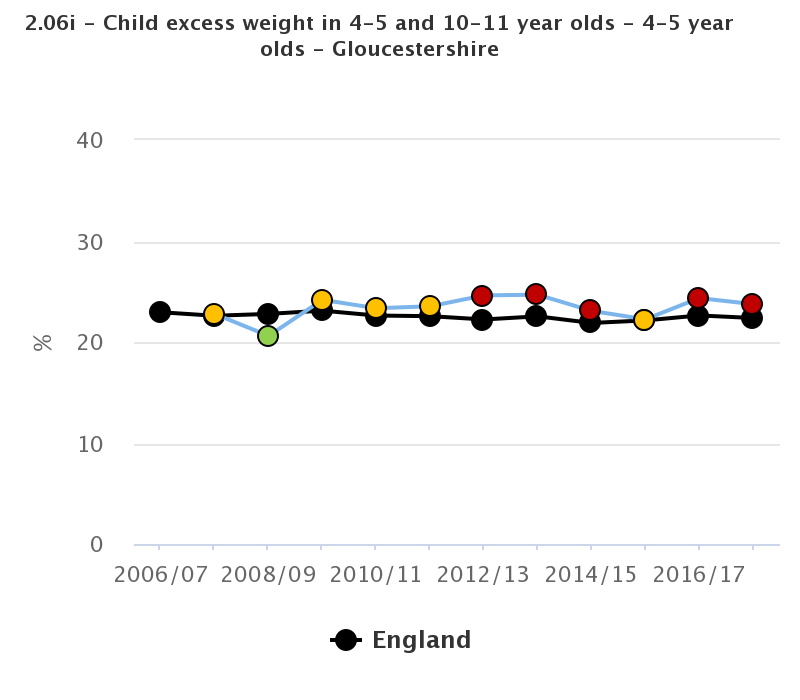 2.06i – Child excess weight in 4–5 and 10–11 year olds – 4–5 year
olds – Gloucestershire
40
30
20
10
0
%
2006/07 2008/09 2010/11 2012/13 2014/15 2016/17
England